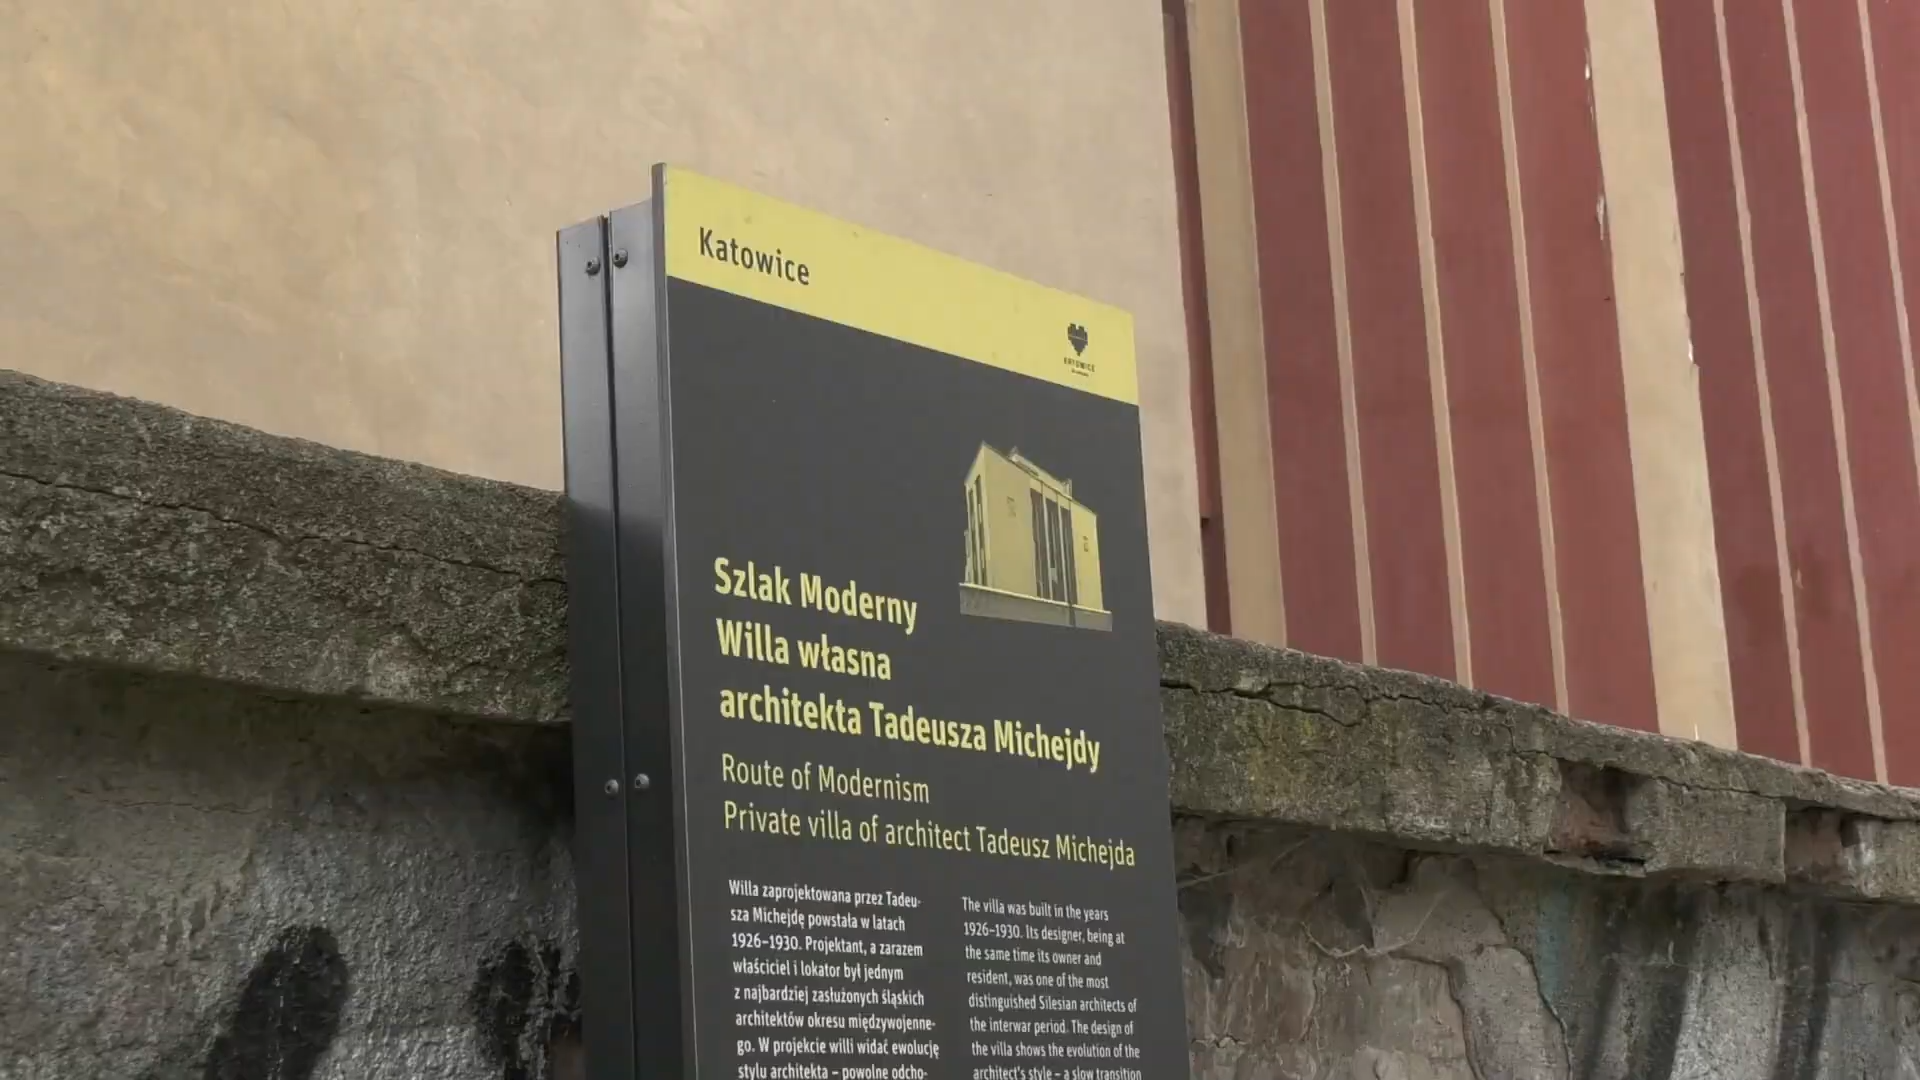 Katowice
KATOWICE
Szlak Moderny
Willa własna
architekta Tadeusza Michejdy
Route of Modernism
Private villa of architect Tadeusz Michejda
Willa zaprojektowana przez Tadeu-
sza Michejdę powstała w latach
1926–1930. Projektant, a zarazem
właściciel i lokator był jednym
z najbardziej zasłużonych śląskich
architektów okresu międzywojenne-
go. W projekcie willi widać ewolucję
stylu architekta – powolne odcho-
The villa was built in the years
1926–1930. Its designer, being at
the same time its owner and
resident, was one of the most
distinguished Silesian architects of
the interwar period. The design of
the villa shows the evolution of the
architect's style – a slow transition